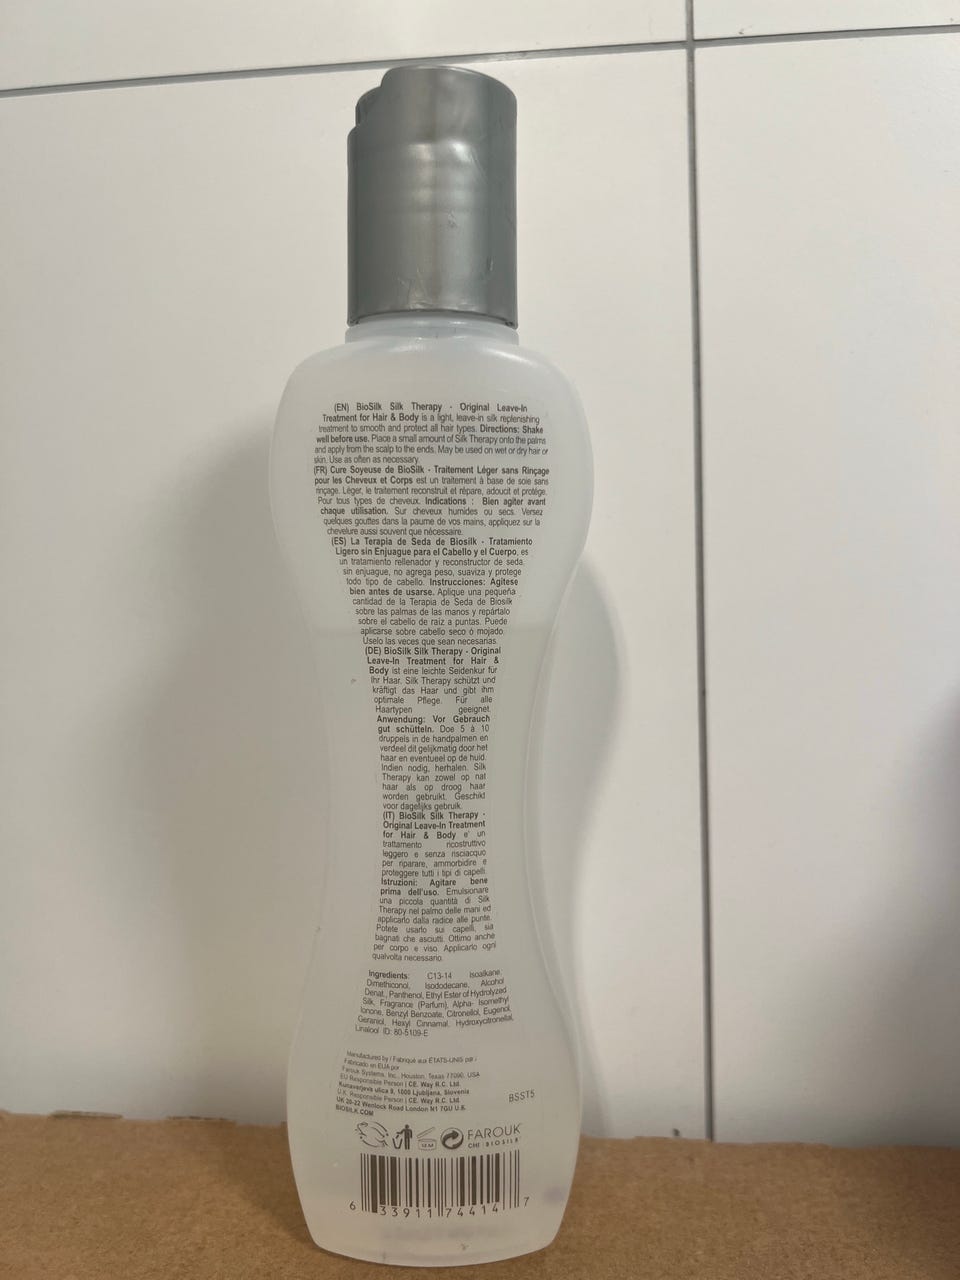 (EN) BioSilk Silk Therapy - Original Leave-In
Treatment for Hair & Body is a light, leave-in silk replenishing
treatment to smooth and protect all hair types. Directions: Shake
well before use. Place a small amount of Silk Therapy onto the palms
and apply from the scalp to the ends. May be used on wet or dry hair or
skin. Use as often as necessary.
(FR) Cure Soyeuse de BioSilk - Traitement Léger sans Rinçage
pour les Cheveux et Corps est un traitement à base de soie sans
rinçage. Léger, le traitement reconstruit et répare, adoucit et protège.
Pour tous types de cheveux. Indications : Bien agiter avant
chaque utilisation. Sur cheveux humides ou secs. Versez
quelques gouttes dans la paume de vos mains, appliquez sur la
chevelure aussi souvent que nécessaire.
(ES) La Terapia de Seda de Biosilk - Tratamiento
Ligero sin Enjuague para el Cabello y el Cuerpo, es
un tratamiento rellenador y reconstructor de seda,
sin enjuague, no agrega peso, suaviza y protege
todo tipo de cabello. Instrucciones: Agitese
bien antes de usarse. Aplique una pequeña
cantidad de la Terapia de Seda de Biosilk
sobre las palmas de las manos y repártalo
sobre el cabello de raíz a puntas. Puede
aplicarse sobre cabello seco ó mojado.
Úselo las veces que sean necesarias.
(DE) BioSilk Silk Therapy - Original
Leave-In Treatment for Hair &
Body ist eine leichte Seidenkur für
Ihr Haar. Silk Therapy schützt und
kräftigt das Haar und gibt ihm
optimale Pflege. Für alle
Haartypen geeignet.
Anwendung: Vor Gebrauch
gut schütteln. Doe 5 à 10
druppels in de handpalmen en
verdeel dit gelijkmatig door het
haar en eventueel op de huid.
Indien nodig, herhalen. Silk
Therapy kan zowel op nat
haar als op droog haar
worden gebruikt. Geschikt
voor dagelijks gebruik.
(IT) BioSilk Silk Therapy -
Original Leave-In Treatment
for Hair & Body e' un
trattamento ricostruttivo
leggero e senza risciacquo
per riparare, ammorbidire e
proteggere tutti i tipi di capelli.
Istruzioni: Agitare bene
prima dell'uso. Emulsionare
una piccola quantità di Silk
Therapy nel palmo delle mani ed
applicarlo dalla radice alle punte.
Potete usarlo sui capelli, sia
bagnati che asciutti. Ottimo anche
per corpo e viso. Applicarlo ogni
qualvolta necessario.
Ingredients: C13-14 Isoalkane,
Dimethiconol, Isododecane, Alcohol
Denat., Panthenol, Ethyl Ester of Hydrolyzed
Silk, Fragrance (Parfum), Alpha- Isomethyl
Ionone, Benzyl Benzoate, Citronellol, Eugenol,
Geraniol, Hexyl Cinnamal, Hydroxycitronellal,
Linalool ID: 80-5109-E
Manufactured by / Fabriqué aux ÉTATS-UNIS par /
Fabricado en EUA por
Farouk Systems, Inc., Houston, Texas 77090, USA
EU Responsible Person | CE. Way R.C. Ltd.
Kunaverjeva ulica 9, 1000 Ljubljana, Slovenia
U.K. Responsible Person | CE. Way R.C. Ltd.
UK 20-22 Wenlock Road London N1 7GU U.K.
BIOSILK.COM
BSST5
12 M
FAROUK
CHI BIOSILK
6 33911 74414 7